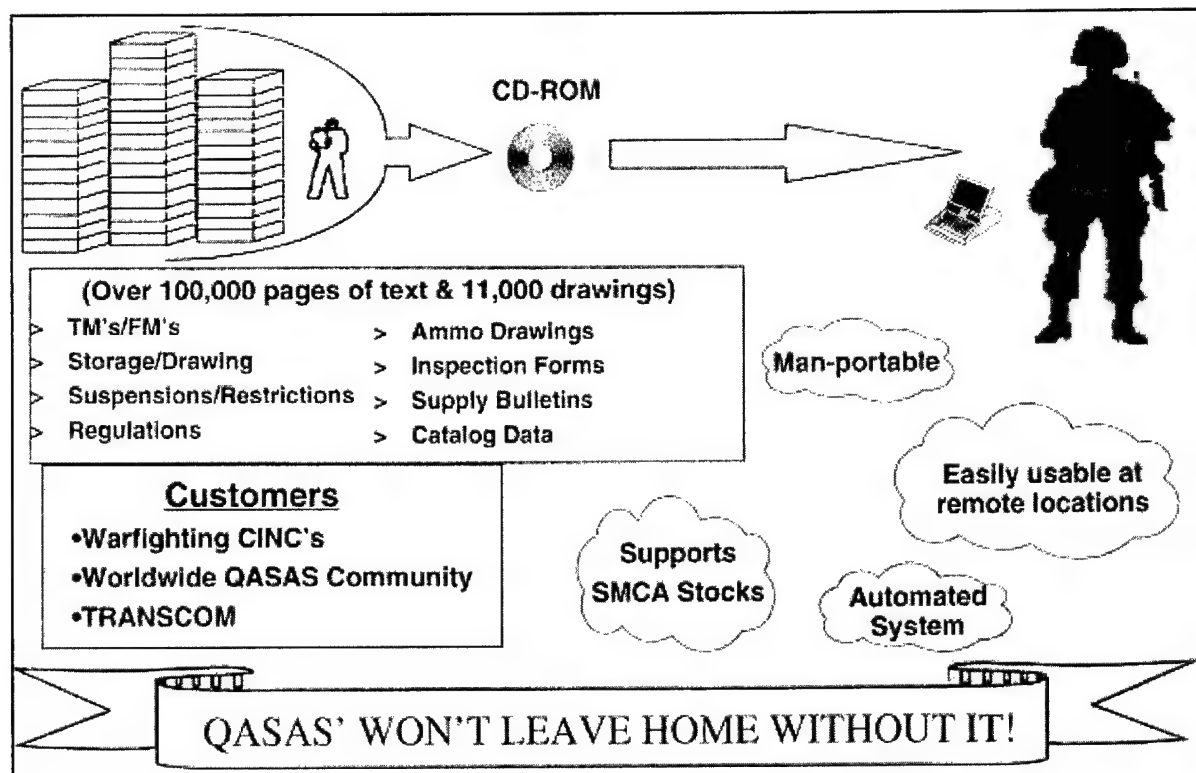 CD-ROM
(Over 100,000 pages of text & 11,000 drawings)
> TM's/FM's
> Storage/Drawing
> Suspensions/Restrictions
> Regulations
> Ammo Drawings
> Inspection Forms
> Supply Bulletins
> Catalog Data
Man-portable
Easily usable at
remote locations
Customers
•Warfighting CINC's
•Worldwide QASAS Community
•TRANSCOM
Supports
SMCA Stocks
Automated
System
QASAS' WON'T LEAVE HOME WITHOUT IT!